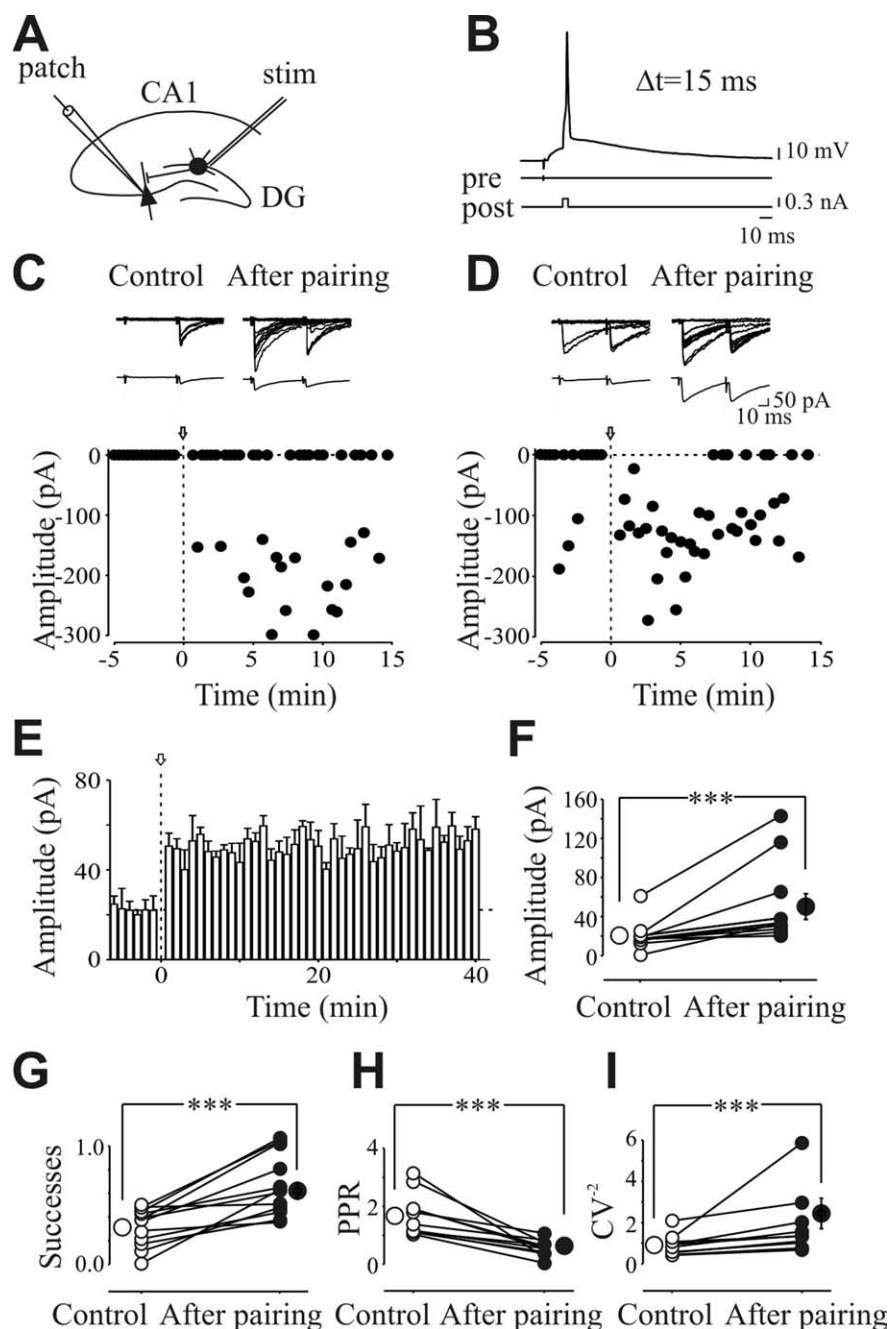 A
patch
CA1
stim
DG
B
Δt=15 ms
10 mV
pre
post
0.3 nA
10 ms
C
Control After pairing
Amplitude (pA)
0
-100
-200
-300
-5 0 5 10 15
Time (min)
D
Control After pairing
50 pA
10 ms
Amplitude (pA)
0
-100
-200
-300
-5 0 5 10 15
Time (min)
E
Amplitude (pA)
80
40
0
0 20 40
Time (min)
F
***
Amplitude (pA)
160
120
80
40
0
Control After pairing
G
***
Successes
1.0
0.0
Control After pairing
H
***
PPR
4
2
0
Control After pairing
I
***
CV-2
6
4
2
0
Control After pairing